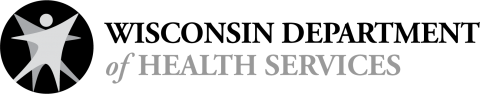 WISCONSIN DEPARTMENT
of HEALTH SERVICES